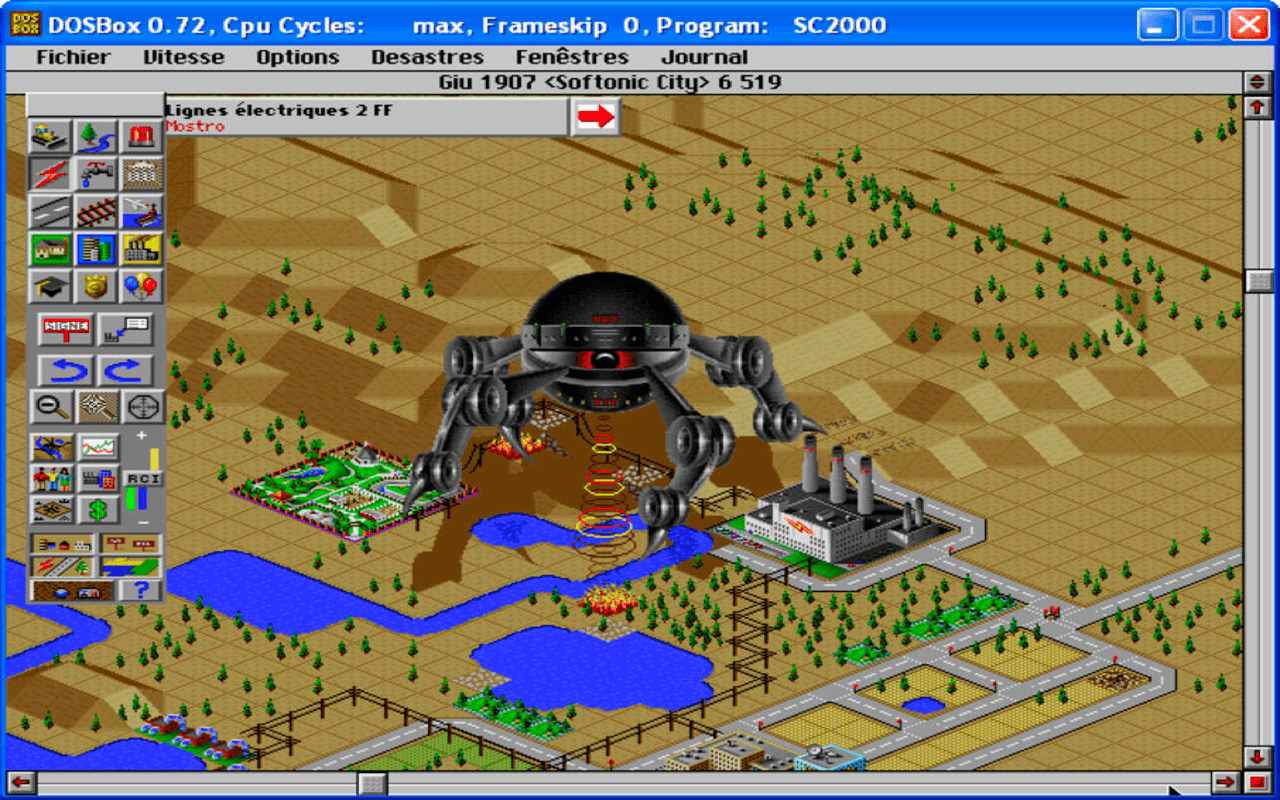 DOS BOX
DOSBox 0.72, Cpu Cycles: max, Frameskip 0, Program: SC2000
Fichier Vitesse Options Desastres Fenêtres Journal
Giu 1907 <Softonic City> 6 519
Lignes électriques 2 FF
Mostro
SIGNE
+
RCI
−
$
?